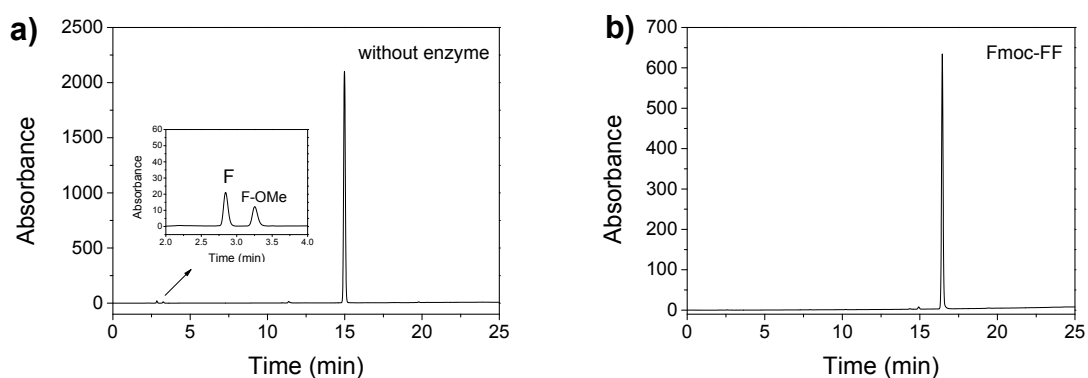 a)
without enzyme
Absorbance
2500
2000
1500
1000
500
0
0 5 10 15 20 25
Time (min)
Absorbance
60
50
40
30
20
10
0
F
F-OMe
2.0 2.5 3.0 3.5 4.0
Time (min)
b)
Fmoc-FF
Absorbance
700
600
500
400
300
200
100
0
0 5 10 15 20 25
Time (min)